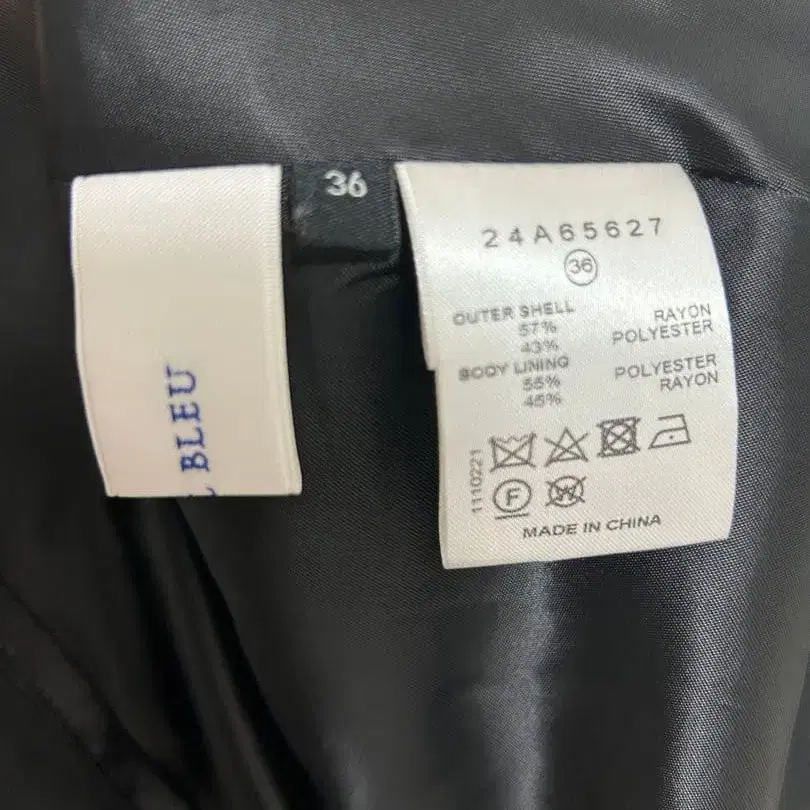 BLEU
36
24A65627
36
OUTER SHELL
57% RAYON
43% POLYESTER
BODY LINING
55% POLYESTER
45% RAYON
1110221
F
W
MADE IN CHINA